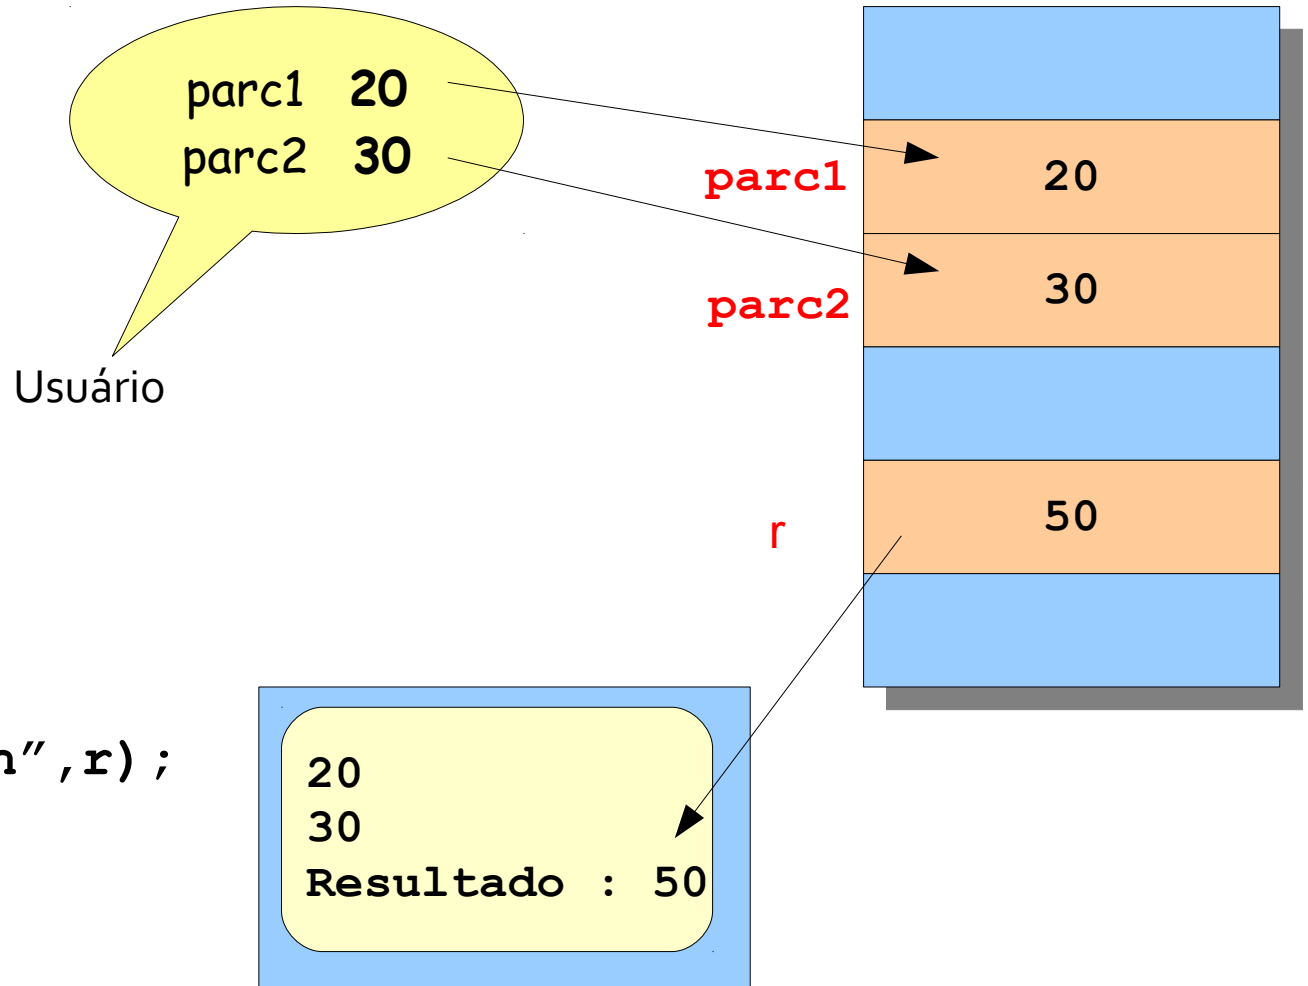 parc1 20
parc2 30
Usuário
parc1
20
parc2
30
r
50
n",r);
20
30
Resultado : 50